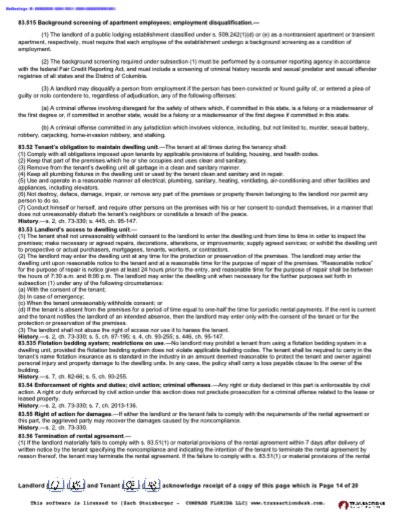 83.515 Background screening of apartment employees; employment disqualification.—
(1) The landlord of a public lodging establishment classified under s. 509.242(1)(d) or (e) as a nontransient apartment or transient
apartment, respectively, must require that each employee of the establishment undergo a background screening as a condition of
employment.
(2) The background screening required under subsection (1) must be performed by a consumer reporting agency in accordance
with the federal Fair Credit Reporting Act, and must include a screening of criminal history records and sexual predator and sexual offender
registries of all states and the District of Columbia.
(3) A landlord may disqualify a person from employment if the person has been convicted or found guilty of, or entered a plea of
guilty or nolo contendere to, regardless of adjudication, any of the following offenses:
(a) A criminal offense involving disregard for the safety of others which, if committed in this state, is a felony or a misdemeanor of
the first degree or, if committed in another state, would be a felony or a misdemeanor of the first degree if committed in this state.
(b) A criminal offense committed in any jurisdiction which involves violence, including, but not limited to, murder, sexual battery,
robbery, carjacking, home-invasion robbery, and stalking.
83.52 Tenant's obligation to maintain dwelling unit.—The tenant at all times during the tenancy shall:
(1) Comply with all obligations imposed upon tenants by applicable provisions of building, housing, and health codes.
(2) Keep that part of the premises which he or she occupies and uses clean and sanitary.
(3) Remove from the tenant's dwelling unit all garbage in a clean and sanitary manner.
(4) Keep all plumbing fixtures in the dwelling unit or used by the tenant clean and sanitary and in repair.
(5) Use and operate in a reasonable manner all electrical, plumbing, sanitary, heating, ventilating, air-conditioning and other facilities and
appliances, including elevators.
(6) Not destroy, deface, damage, impair, or remove any part of the premises or property therein belonging to the landlord nor permit any
person to do so.
(7) Conduct himself or herself, and require other persons on the premises with his or her consent to conduct themselves, in a manner that
does not unreasonably disturb the tenant's neighbors or constitute a breach of the peace.
History.—s. 2, ch. 73-330; s. 445, ch. 95-147.
83.53 Landlord's access to dwelling unit.—
(1) The tenant shall not unreasonably withhold consent to the landlord to enter the dwelling unit from time to time in order to inspect the
premises; make necessary or agreed repairs, decorations, alterations, or improvements; supply agreed services; or exhibit the dwelling unit
to prospective or actual purchasers, mortgagees, tenants, workers, or contractors.
(2) The landlord may enter the dwelling unit at any time for the protection or preservation of the premises. The landlord may enter the
dwelling unit upon reasonable notice to the tenant and at a reasonable time for the purpose of repair of the premises. "Reasonable notice"
for the purpose of repair is notice given at least 24 hours prior to the entry, and reasonable time for the purpose of repair shall be between
the hours of 7:30 a.m. and 8:00 p.m. The landlord may enter the dwelling unit when necessary for the further purposes set forth in
subsection (1) under any of the following circumstances:
(a) With the consent of the tenant;
(b) In case of emergency;
(c) When the tenant unreasonably withholds consent; or
(d) If the tenant is absent from the premises for a period of time equal to one-half the time for periodic rental payments. If the rent is current
and the tenant notifies the landlord of an intended absence, then the landlord may enter only with the consent of the tenant or for the
protection or preservation of the premises.
(3) The landlord shall not abuse the right of access nor use it to harass the tenant.
History.—s. 2, ch. 73-330; s. 5, ch. 87-195; s. 4, ch. 93-255; s. 446, ch. 95-147.
83.535 Flotation bedding system; restrictions on use.—No landlord may prohibit a tenant from using a flotation bedding system in a
dwelling unit, provided the flotation bedding system does not violate applicable building codes. The tenant shall be required to carry in the
tenant's name flotation insurance as is standard in the industry in an amount deemed reasonable to protect the tenant and owner against
personal injury and property damage to the dwelling units. In any case, the policy shall carry a loss payable clause to the owner of the
building.
History.—s. 7, ch. 82-66; s. 5, ch. 93-255.
83.54 Enforcement of rights and duties; civil action; criminal offenses.—Any right or duty declared in this part is enforceable by civil
action. A right or duty enforced by civil action under this section does not preclude prosecution for a criminal offense related to the lease or
leased property.
History.—s. 2, ch. 73-330; s. 7, ch. 2013-136.
83.55 Right of action for damages.—If either the landlord or the tenant fails to comply with the requirements of the rental agreement or
this part, the aggrieved party may recover the damages caused by the noncompliance.
History.—s. 2, ch. 73-330.
83.56 Termination of rental agreement.—
(1) If the landlord materially fails to comply with s. 83.51(1) or material provisions of the rental agreement within 7 days after delivery of
written notice by the tenant specifying the noncompliance and indicating the intention of the tenant to terminate the rental agreement by
reason thereof, the tenant may terminate the rental agreement. If the failure to comply with s. 83.51(1) or material provisions of the rental
Landlord ( ) ( ) and Tenant ( ) ( ) acknowledge receipt of a copy of this page which is Page 14 of 20
This software is licensed to [Zach Steinberger - COMPASS FLORIDA LLC] www.transactiondesk.com.